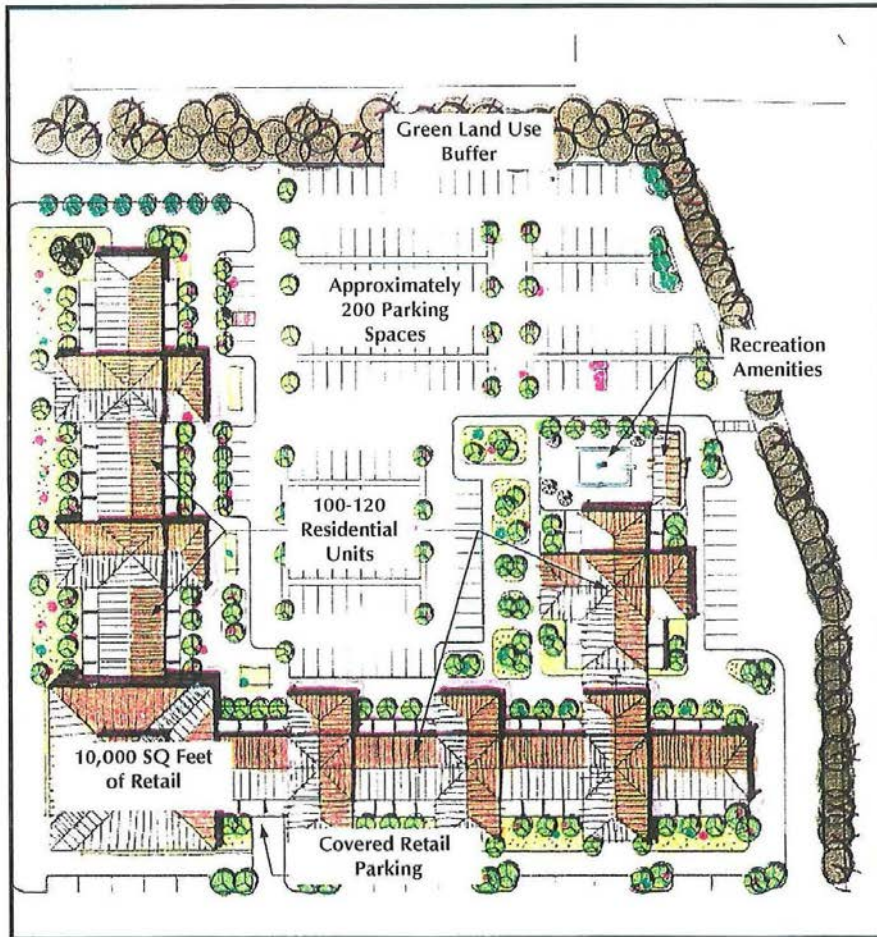 Green Land Use
Buffer
Approximately
200 Parking
Spaces
Recreation
Amenities
100-120
Residential
Units
10,000 SQ Feet
of Retail
Covered Retail
Parking